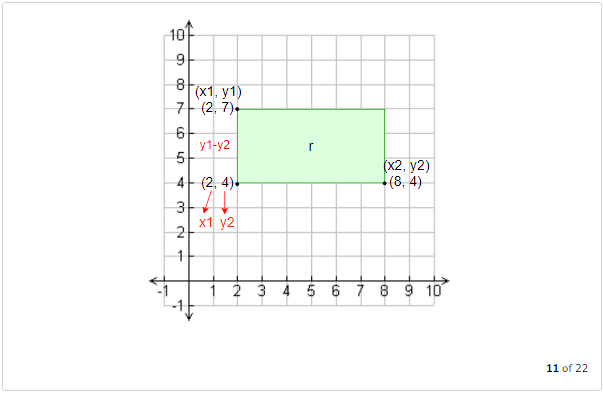 10
9
8
(x1, y1)
7
(2, 7)
6
y1-y2
r
5
(x2, y2)
4
(2, 4)
(8, 4)
3
x1 y2
2
1
-1 1 2 3 4 5 6 7 8 9 10
-1
11 of 22